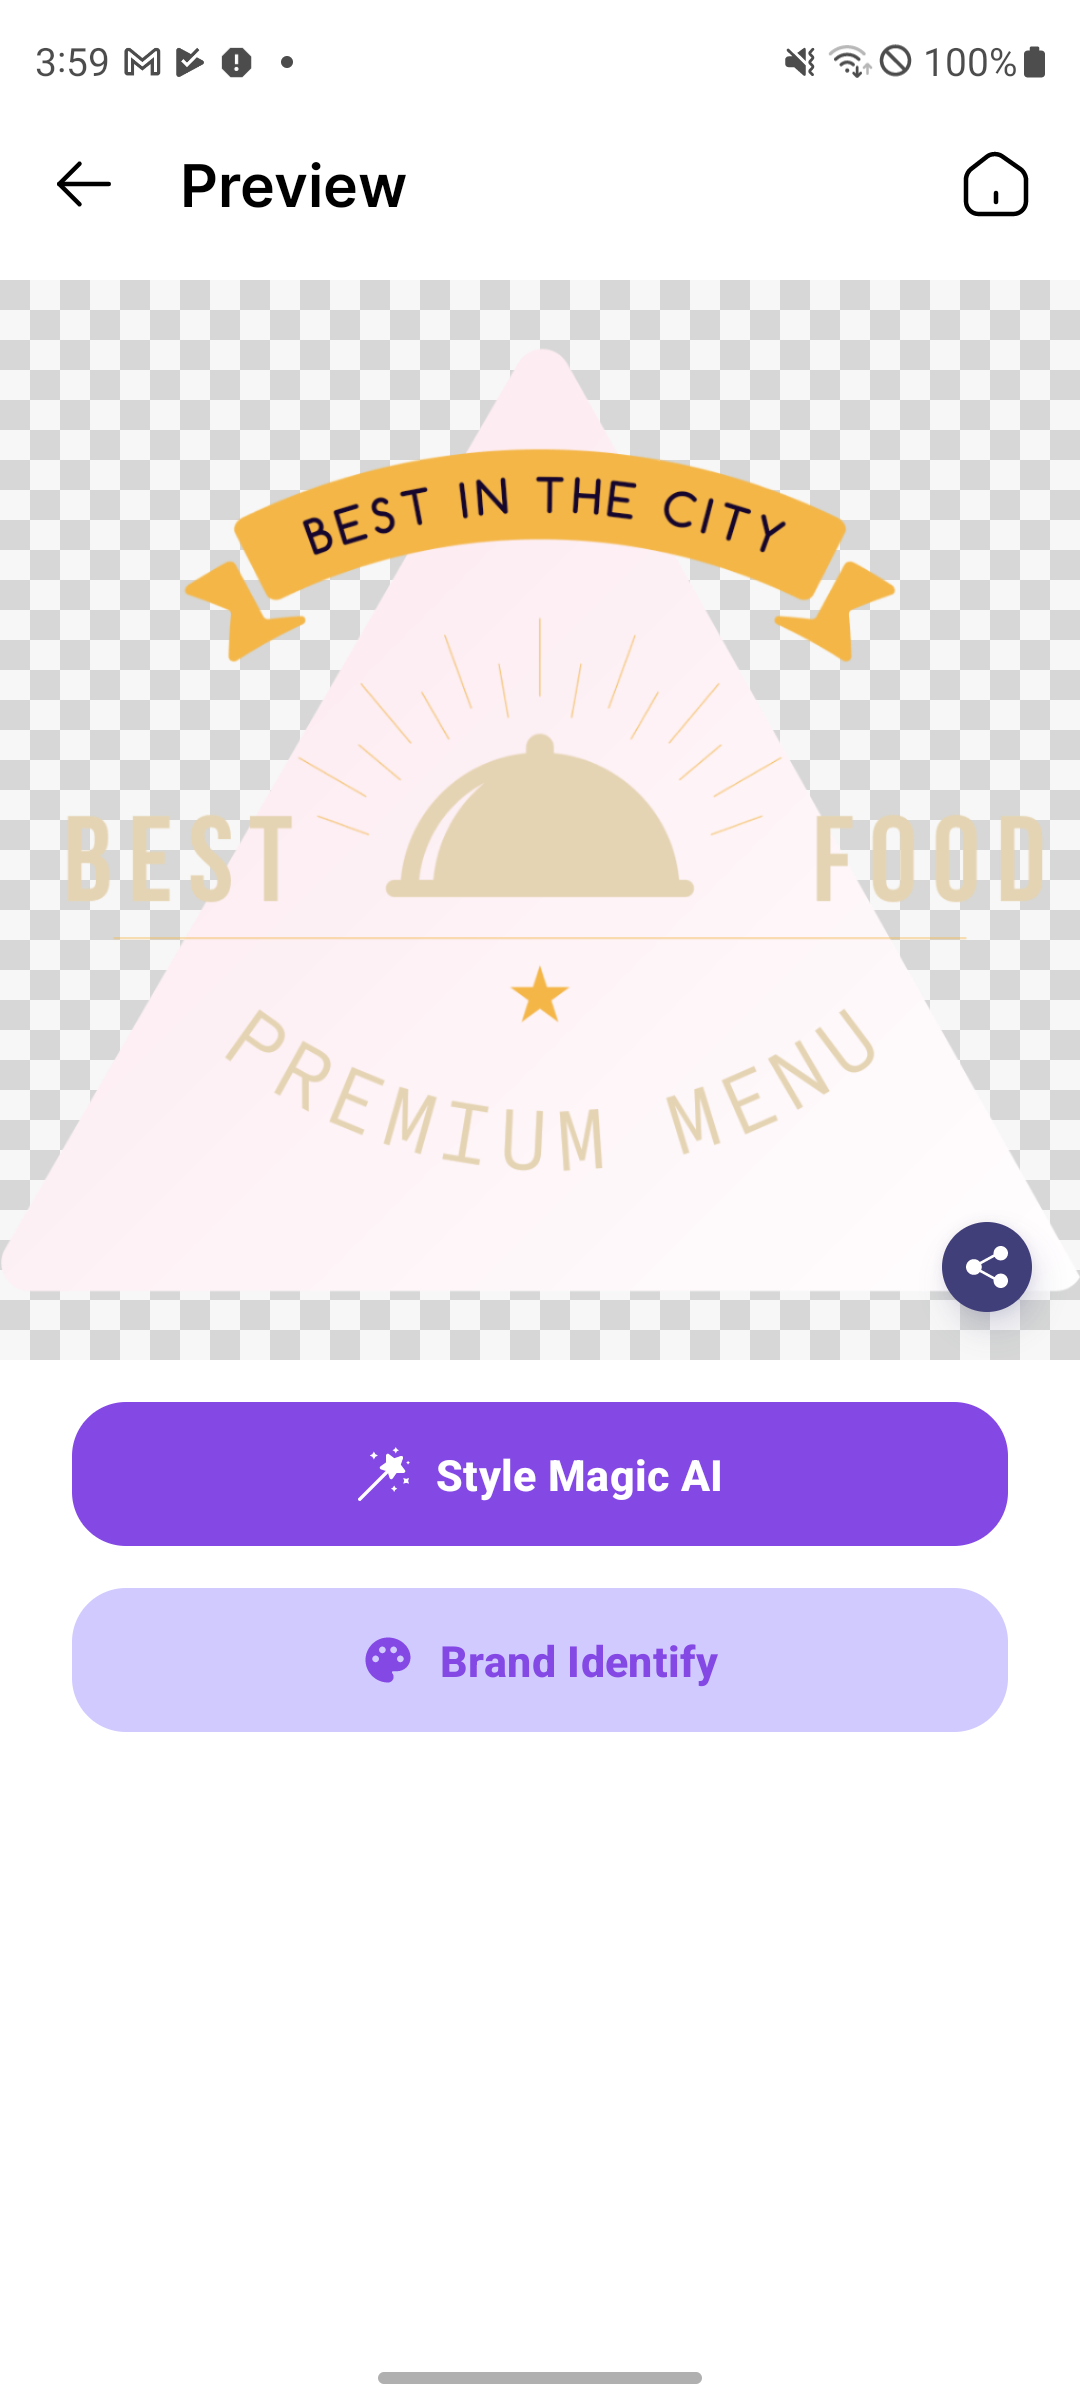 3:59
100%
Preview
BEST IN THE CITY
BEST FOOD
PREMIUM MENU
Style Magic AI
Brand Identify